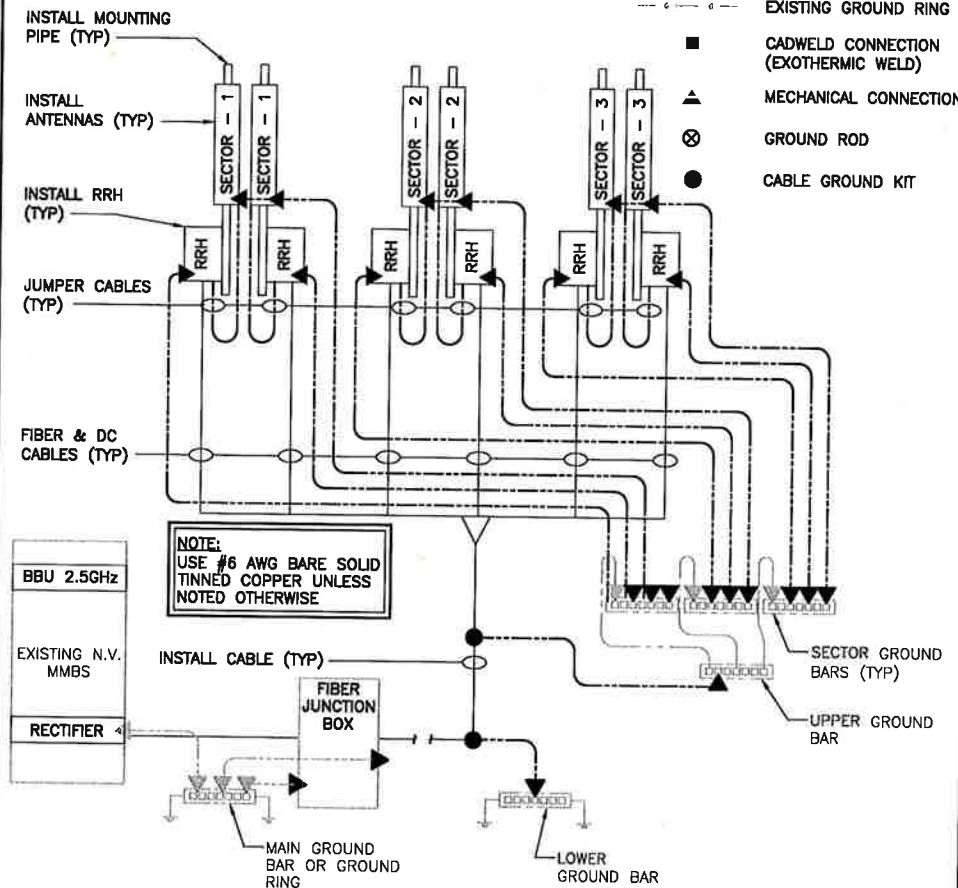 INSTALL MOUNTING
PIPE (TYP)
EXISTING GROUND RING
CADWELD CONNECTION
(EXOTHERMIC WELD)
MECHANICAL CONNECTION
GROUND ROD
CABLE GROUND KIT
INSTALL
ANTENNAS (TYP)
SECTOR - 1
SECTOR - 1
SECTOR - 2
SECTOR - 2
SECTOR - 3
SECTOR - 3
INSTALL RRH
(TYP)
RRH
RRH
RRH
RRH
RRH
RRH
JUMPER CABLES
(TYP)
FIBER & DC
CABLES (TYP)
NOTE:
USE #6 AWG BARE SOLID
TINNED COPPER UNLESS
NOTED OTHERWISE
BBU 2.5GHz
EXISTING N.V.
MMBS
RECTIFIER
INSTALL CABLE (TYP)
FIBER
JUNCTION
BOX
SECTOR GROUND
BARS (TYP)
UPPER GROUND
BAR
MAIN GROUND
BAR OR GROUND
RING
LOWER
GROUND BAR